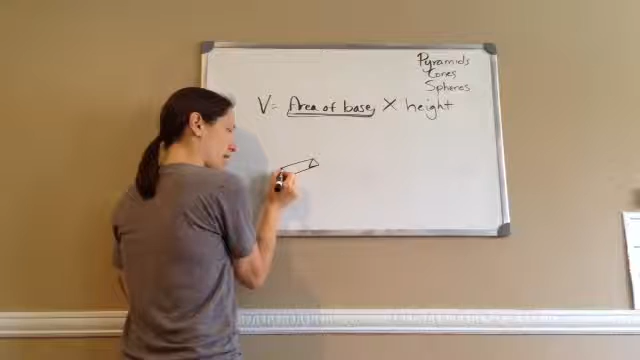 Pyramids
Cones
Spheres
V= Area of base × height